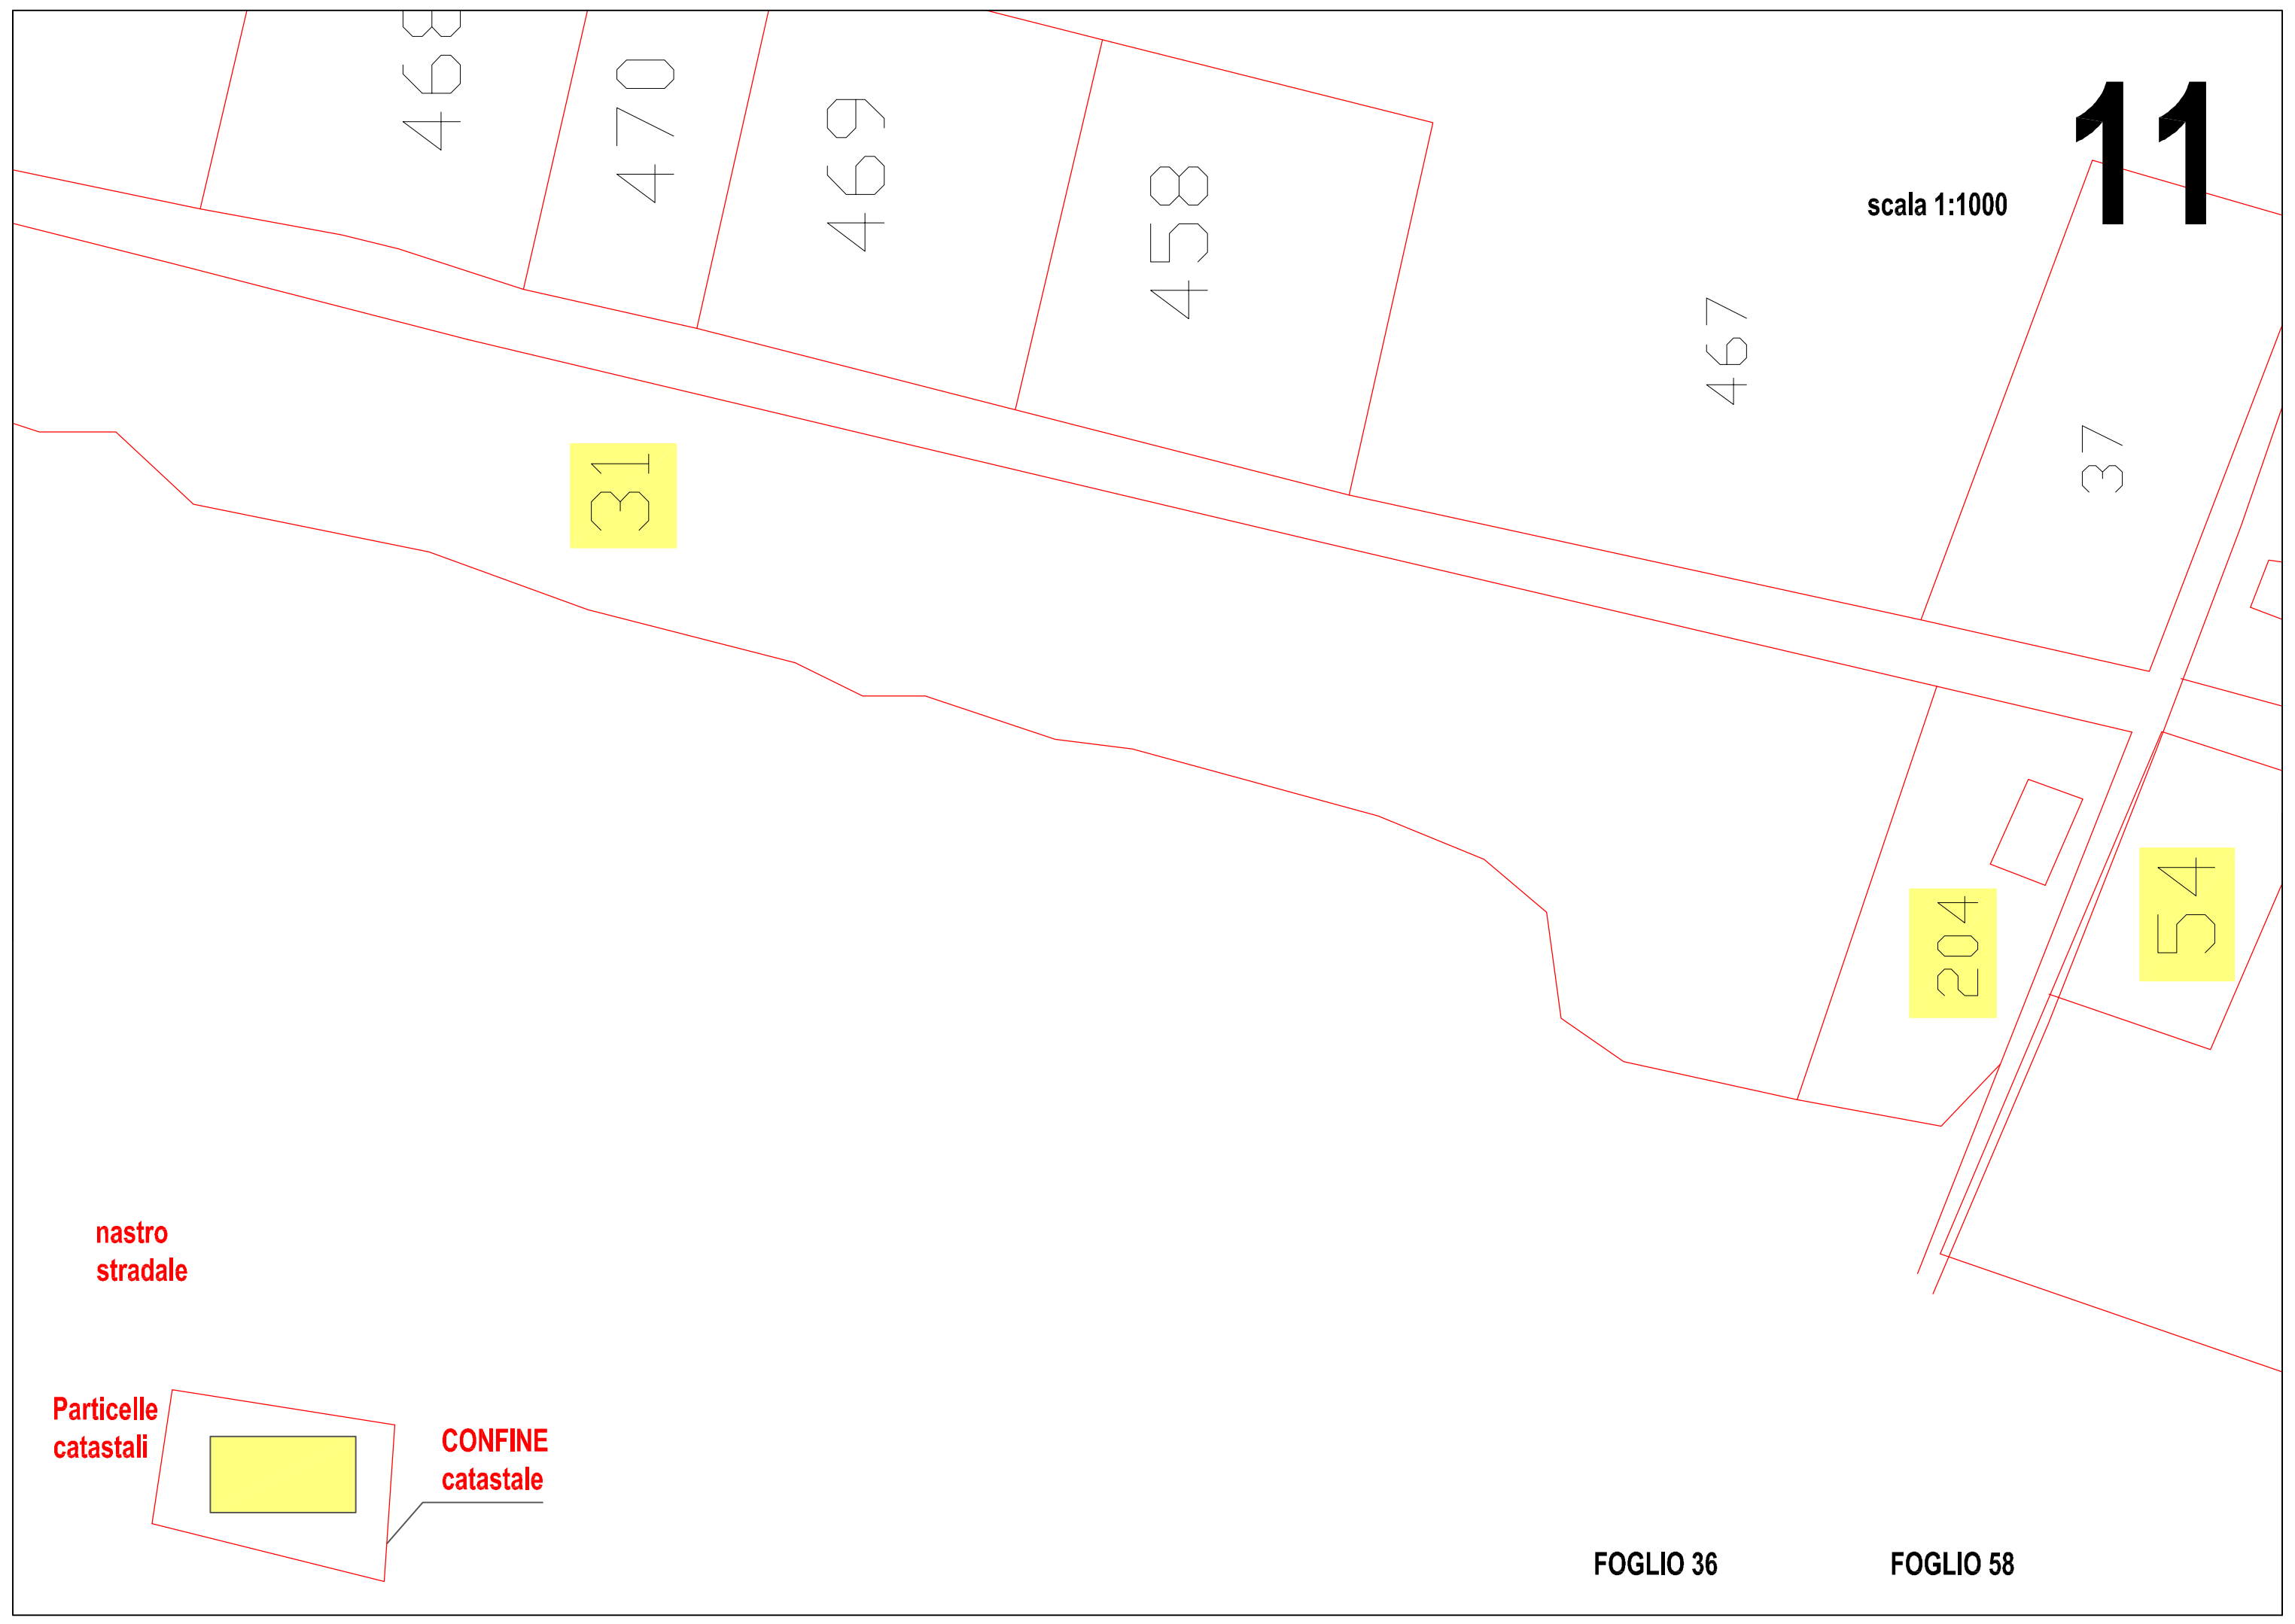 468
470
469
458
11
scala 1:1000
467
37
31
54
204
nastro
stradale
Particelle
catastali
CONFINE
catastale
FOGLIO 36
FOGLIO 58